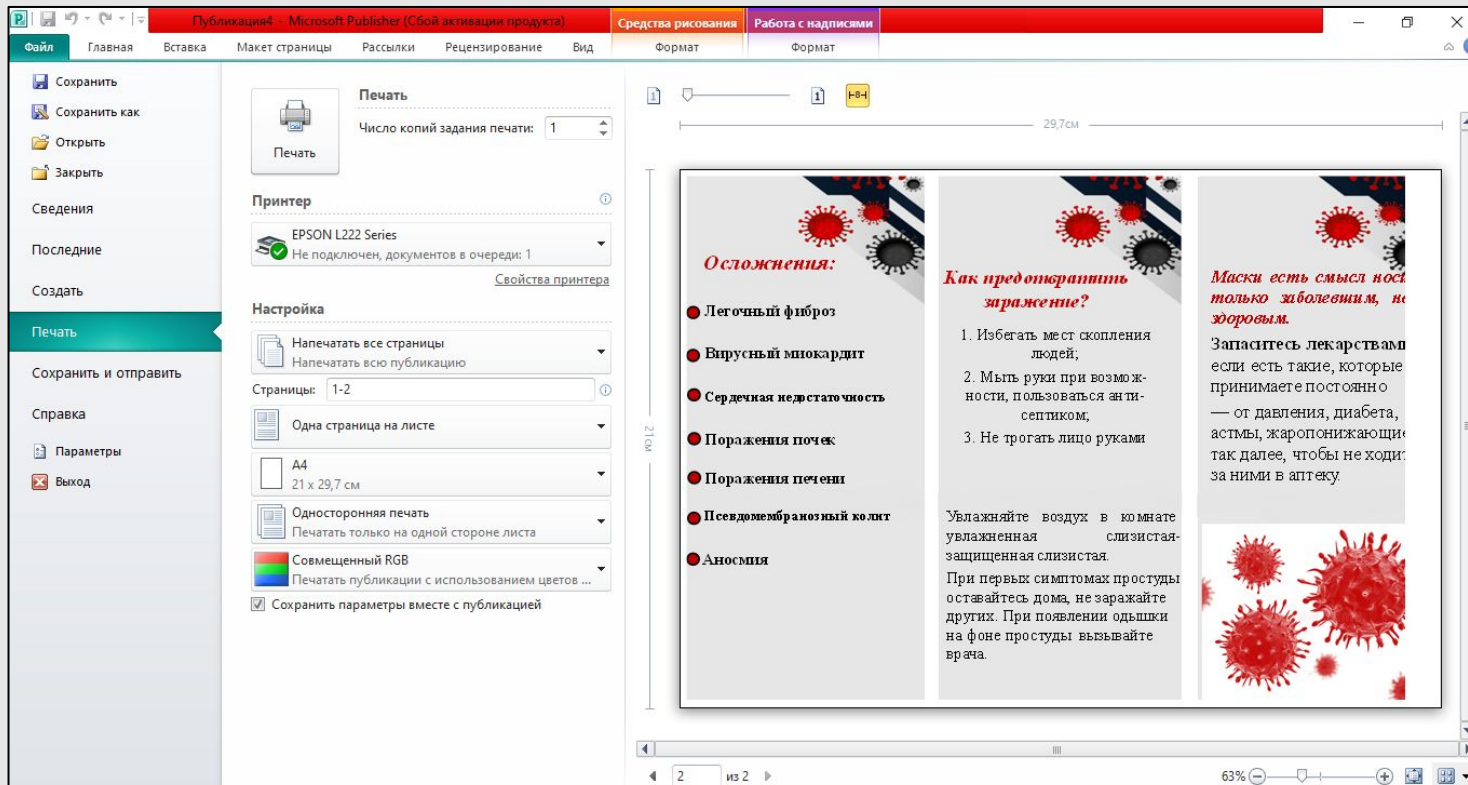 Публикация4 - Microsoft Publisher (Сбой активации продукта)
Средства рисования
Работа с надписями
Файл
Главная
Вставка
Макет страницы
Рассылки
Рецензирование
Вид
Формат
Формат
Сохранить
Сохранить как
Открыть
Закрыть
Сведения
Последние
Создать
Печать
Сохранить и отправить
Справка
Параметры
Выход
Печать
Печать
Число копий задания печати: 1
Принтер
EPSON L222 Series
Не подключен, документов в очереди: 1
Свойства принтера
Настройка
Напечатать все страницы
Напечатать всю публикацию
Страницы: 1-2
Одна страница на листе
A4
21 x 29,7 см
Односторонняя печать
Печатать только на одной стороне листа
Совмещенный RGB
Печатать публикации с использованием цветов ...
Сохранить параметры вместе с публикацией
1
1
8
29,7см
21см
Осложнения:
Легочный фиброз
Вирусный миокардит
Сердечная недостаточность
Поражения почек
Поражения печени
Псевдомембранозный колит
Аносмия
Как предотвратить
заражение?
1. Избегать мест скопления
людей;
2. Мыть руки при возмож-
ности, пользоваться анти-
септиком;
3. Не трогать лицо руками
Увлажняйте воздух в комнате
увлажненная слизистая-
защищенная слизистая.
При первых симптомах простуды
оставайтесь дома, не заражайте
других. При появлении одышки
на фоне простуды вызывайте
врача.
Маски есть смысл
только заболевшим,
здоровым.
Запаситесь
если есть такие, которые
принимаете постоянно
— от давления, диабета,
астмы,
так далее, чтобы не
за ними в аптеку.
2 из 2
63%